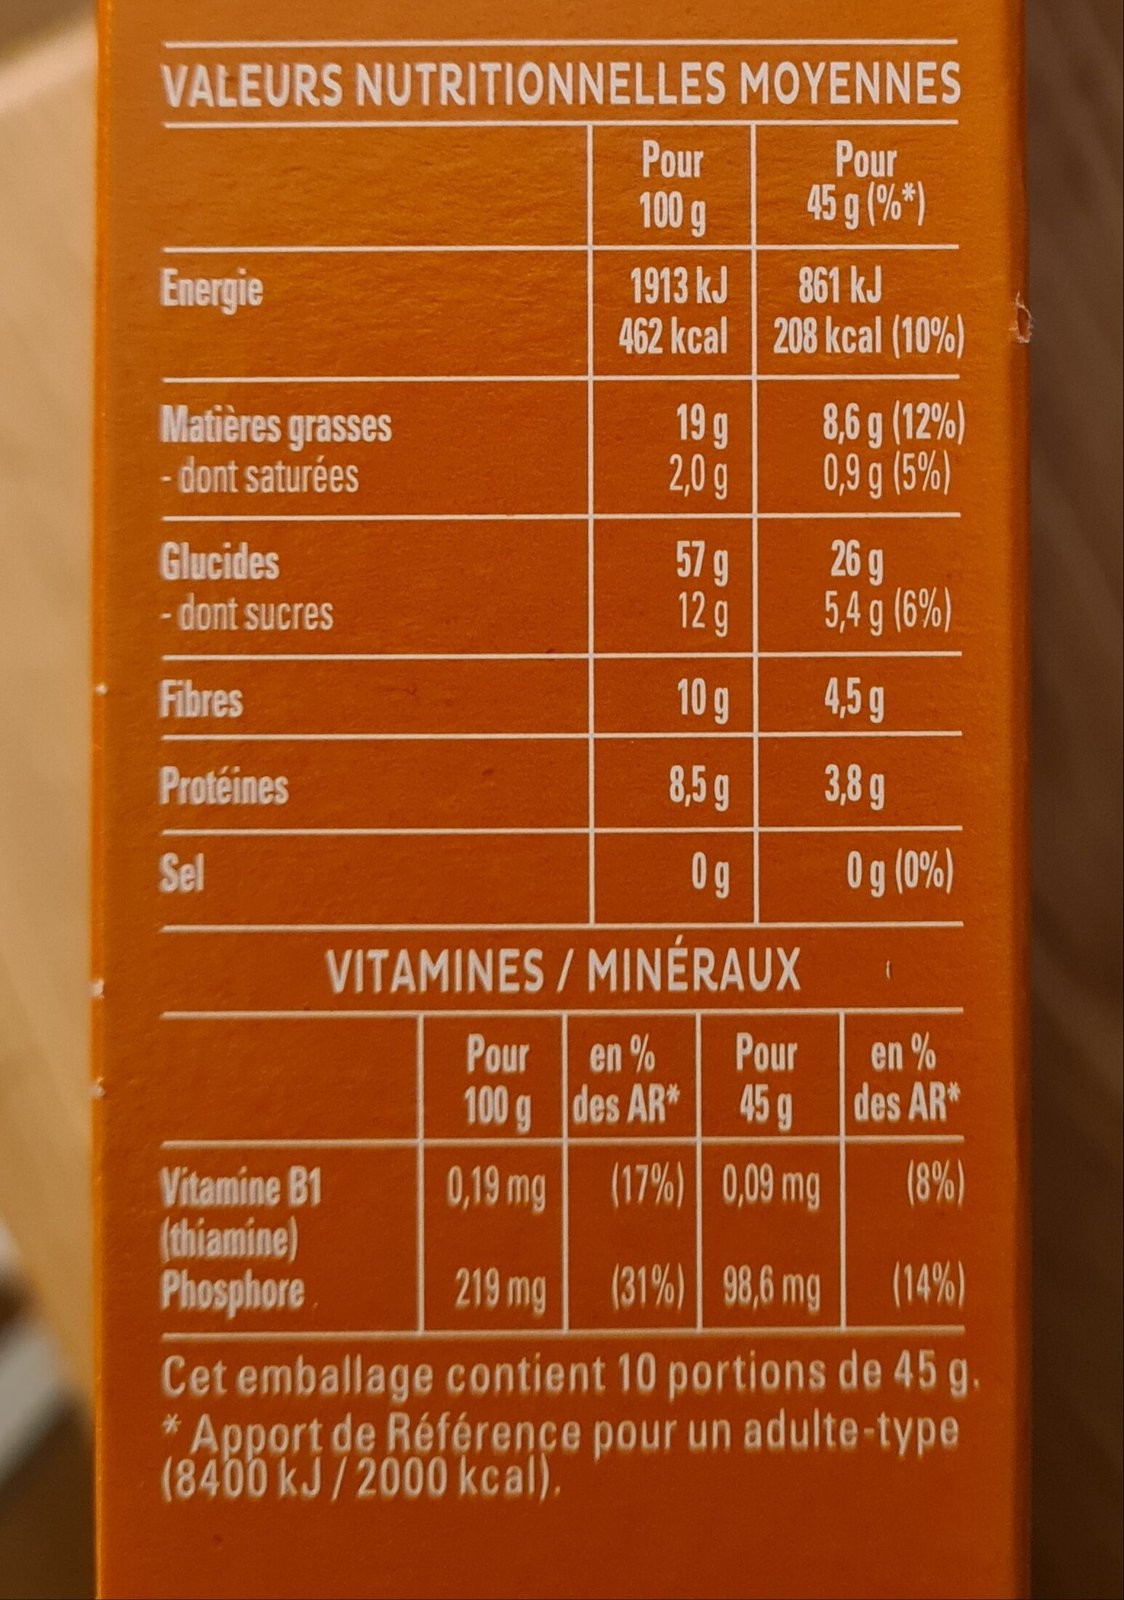 VALEURS NUTRITIONNELLES MOYENNES
Pour 100 g Pour 45 g (%*)
Energie 1913 kJ 861 kJ
462 kcal 208 kcal (10%)
Matières grasses 19 g 8,6 g (12%)
- dont saturées 2,0 g 0,9 g (5%)
Glucides 57 g 26 g
- dont sucres 12 g 5,4 g (6%)
Fibres 10 g 4,5 g
Protéines 8,5 g 3,8 g
Sel 0 g 0 g (0%)
VITAMINES / MINÉRAUX
Pour 100 g en % des AR* Pour 45 g en % des AR*
Vitamine B1 0,19 mg (17%) 0,09 mg (8%)
(thiamine)
Phosphore 219 mg (31%) 98,6 mg (14%)
Cet emballage contient 10 portions de 45 g.
* Apport de Référence pour un adulte-type
(8400 kJ / 2000 kcal).